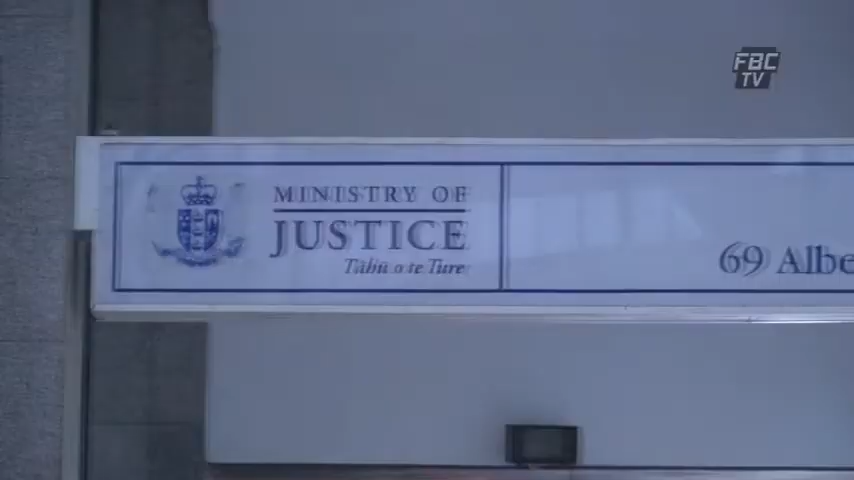 FBC
TV
MINISTRY OF
JUSTICE
Tāhū o te Ture
69 Albe